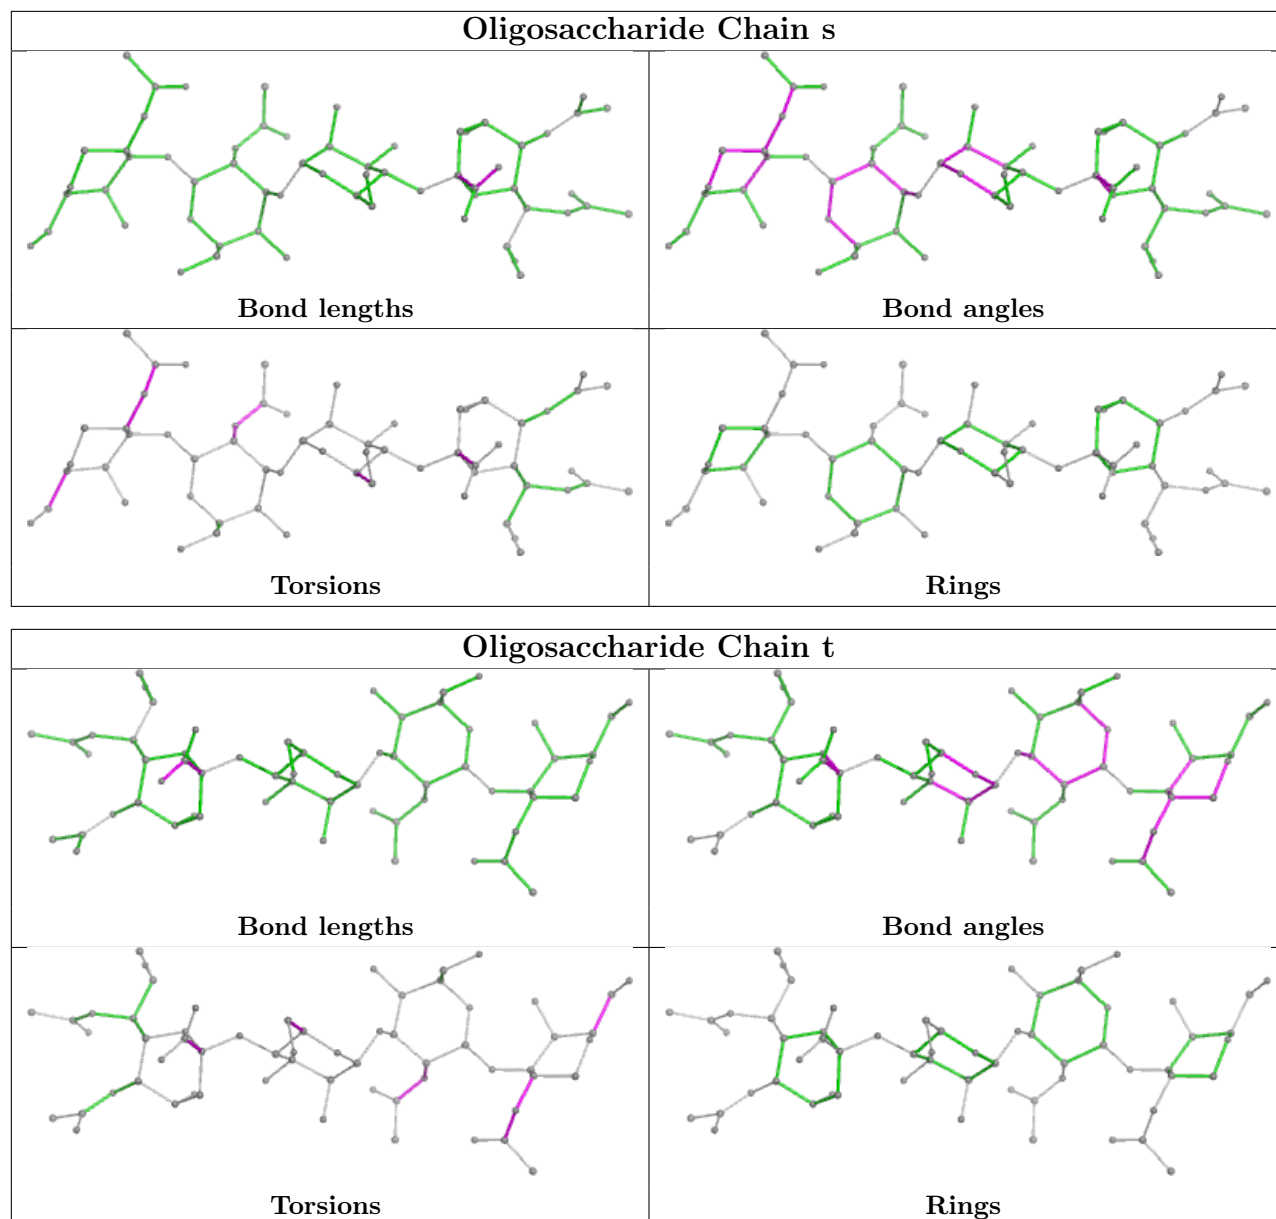 Oligosaccharide Chain s
Bond lengths
Bond angles
Torsions
Rings
Oligosaccharide Chain t
Bond lengths
Bond angles
Torsions
Rings